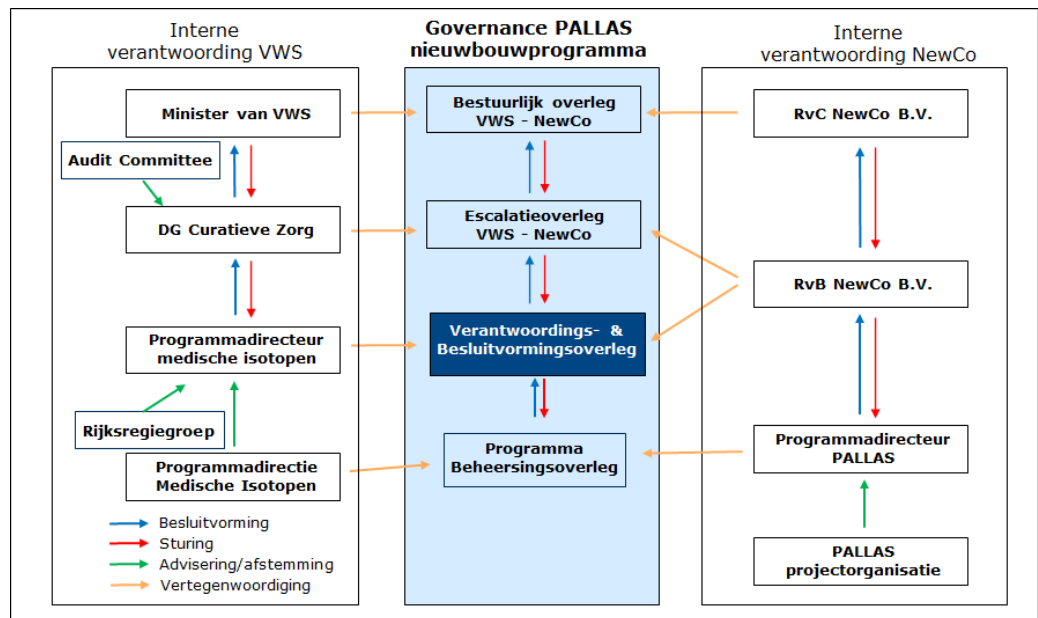 Interne
verantwoording VWS
Minister van VWS
Audit Committee
DG Curatieve Zorg
Programmadirecteur
medische isotopen
Rijksregiegroep
Programmadirectie
Medische Isotopen
Besluitvorming
Sturing
Advisering/afstemming
Vertegenwoordiging
Governance PALLAS
nieuwbouwprogramma
Bestuurlijk overleg
VWS - NewCo
Escalatieoverleg
VWS - NewCo
Verantwoordings- &
Besluitvormingsoverleg
Programma
Beheersingsoverleg
Interne
verantwoording NewCo
RvC NewCo B.V.
RvB NewCo B.V.
Programmadirecteur
PALLAS
PALLAS
projectorganisatie